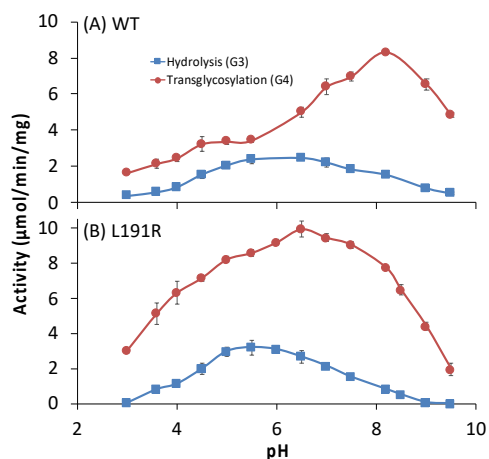 (A) WT
Hydrolysis (G3)
Transglycosylation (G4)
10
8
6
4
2
0
(B) L191R
10
8
6
4
2
0
2 4 6 8 10
pH
Activity (µmol/min/mg)